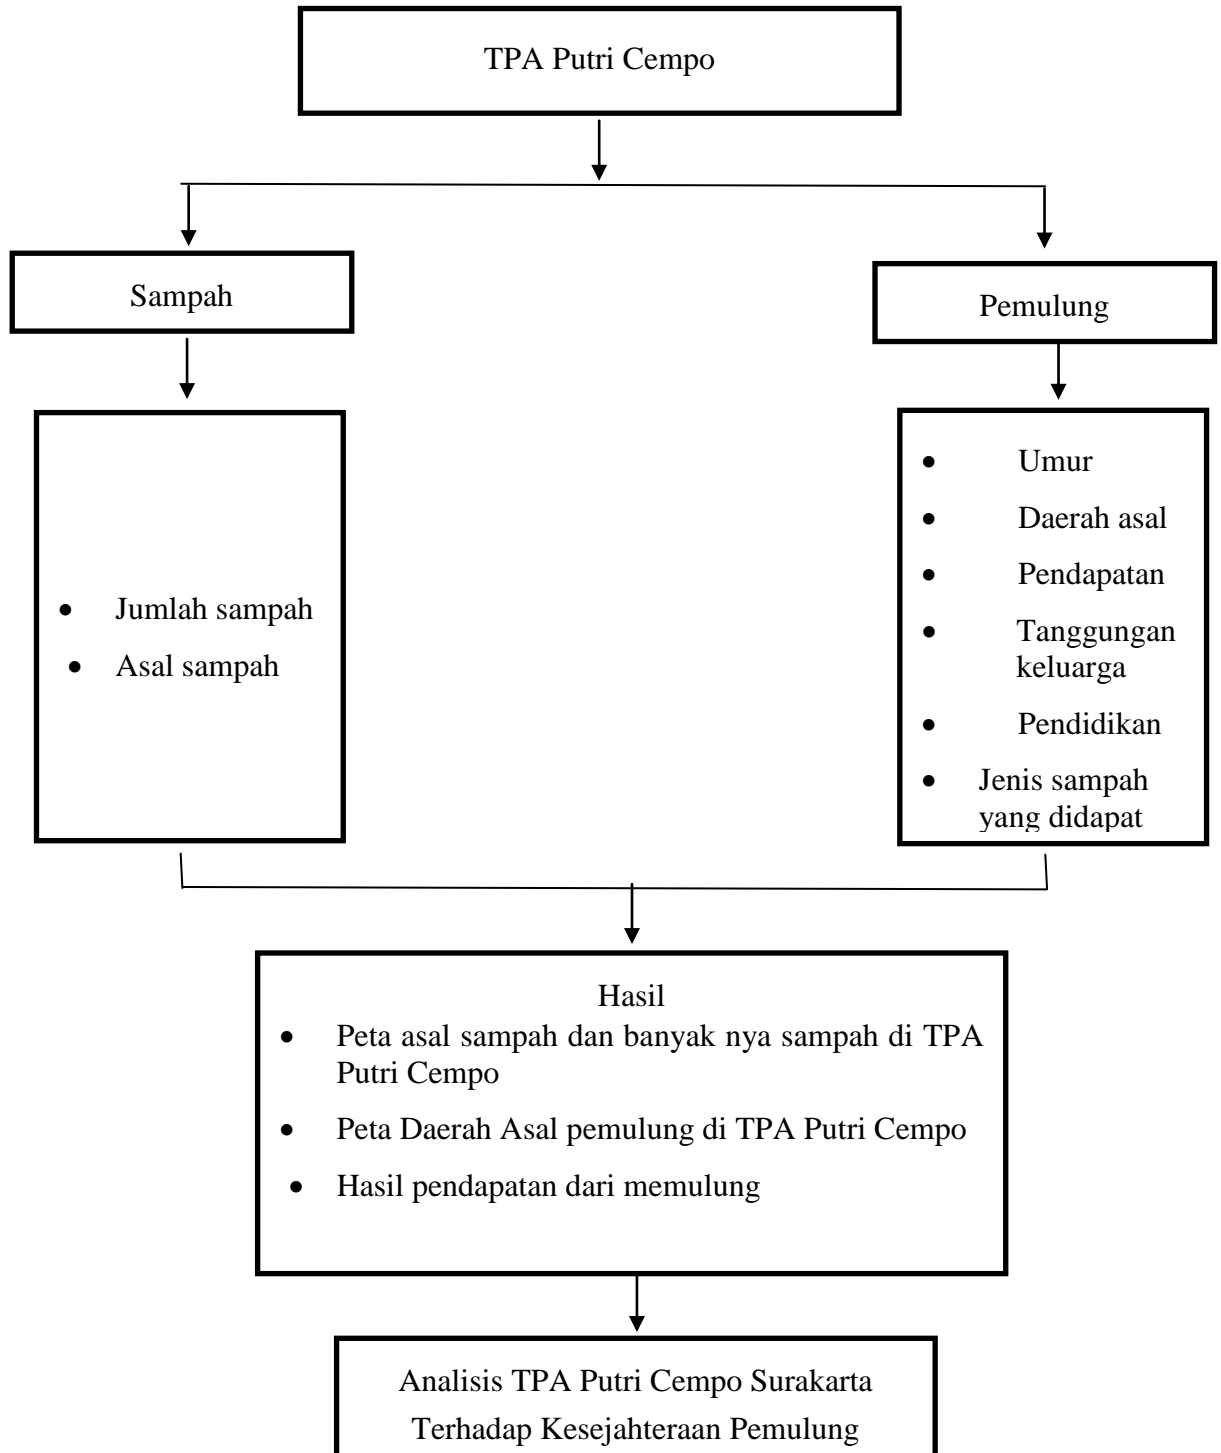 TPA Putri Cempo
Sampah
Pemulung
• Jumlah sampah
• Asal sampah
• Umur
• Daerah asal
• Pendapatan
• Tanggungan
keluarga
• Pendidikan
• Jenis sampah
yang didapat
Hasil
• Peta asal sampah dan banyak nya sampah di TPA
Putri Cempo
• Peta Daerah Asal pemulung di TPA Putri Cempo
• Hasil pendapatan dari memulung
Analisis TPA Putri Cempo Surakarta
Terhadap Kesejahteraan Pemulung